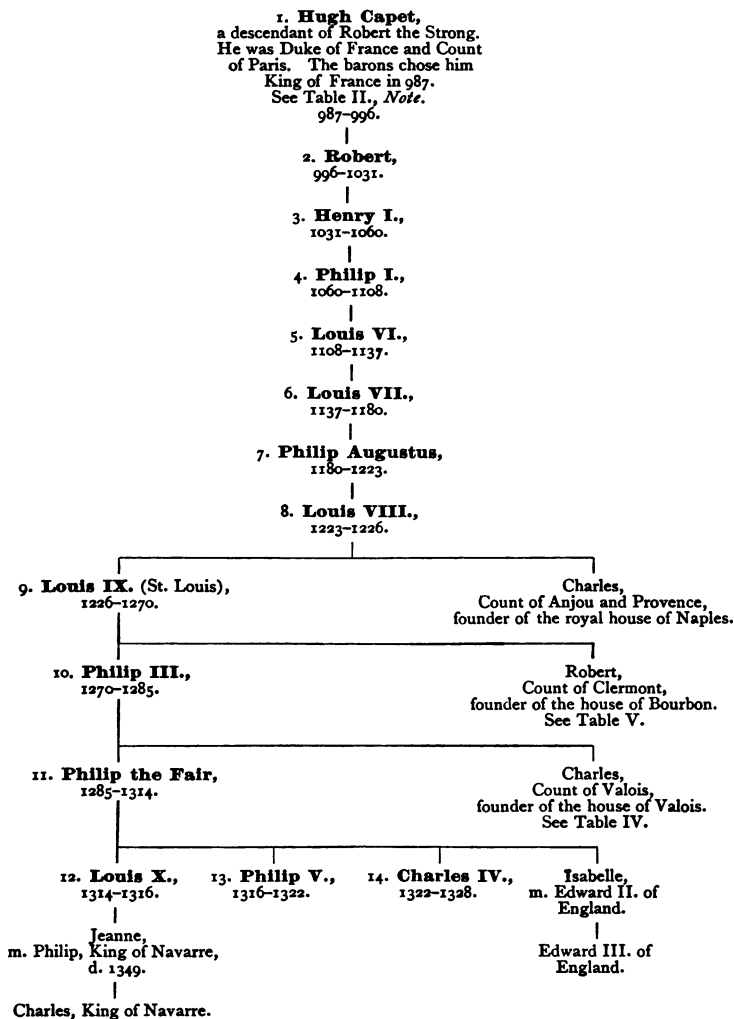 1. Hugh Capet,
a descendant of Robert the Strong.
He was Duke of France and Count
of Paris. The barons chose him
King of France in 987.
See Table II., Note.
987–996.
2. Robert,
996–1031.
3. Henry I.,
1031–1060.
4. Philip I.,
1060–1108.
5. Louis VI.,
1108–1137.
6. Louis VII.,
1137–1180.
7. Philip Augustus,
1180–1223.
8. Louis VIII.,
1223–1226.
9. Louis IX. (St. Louis),
1226–1270.
Charles,
Count of Anjou and Provence,
founder of the royal house of Naples.
10. Philip III.,
1270–1285.
Robert,
Count of Clermont,
founder of the house of Bourbon.
See Table V.
11. Philip the Fair,
1285–1314.
Charles,
Count of Valois,
founder of the house of Valois.
See Table IV.
12. Louis X.,
1314–1316.
13. Philip V.,
1316–1322.
14. Charles IV.,
1322–1328.
Isabelle,
m. Edward II. of
England.
Jeanne,
m. Philip, King of Navarre,
d. 1349.
Edward III. of
England.
Charles, King of Navarre.